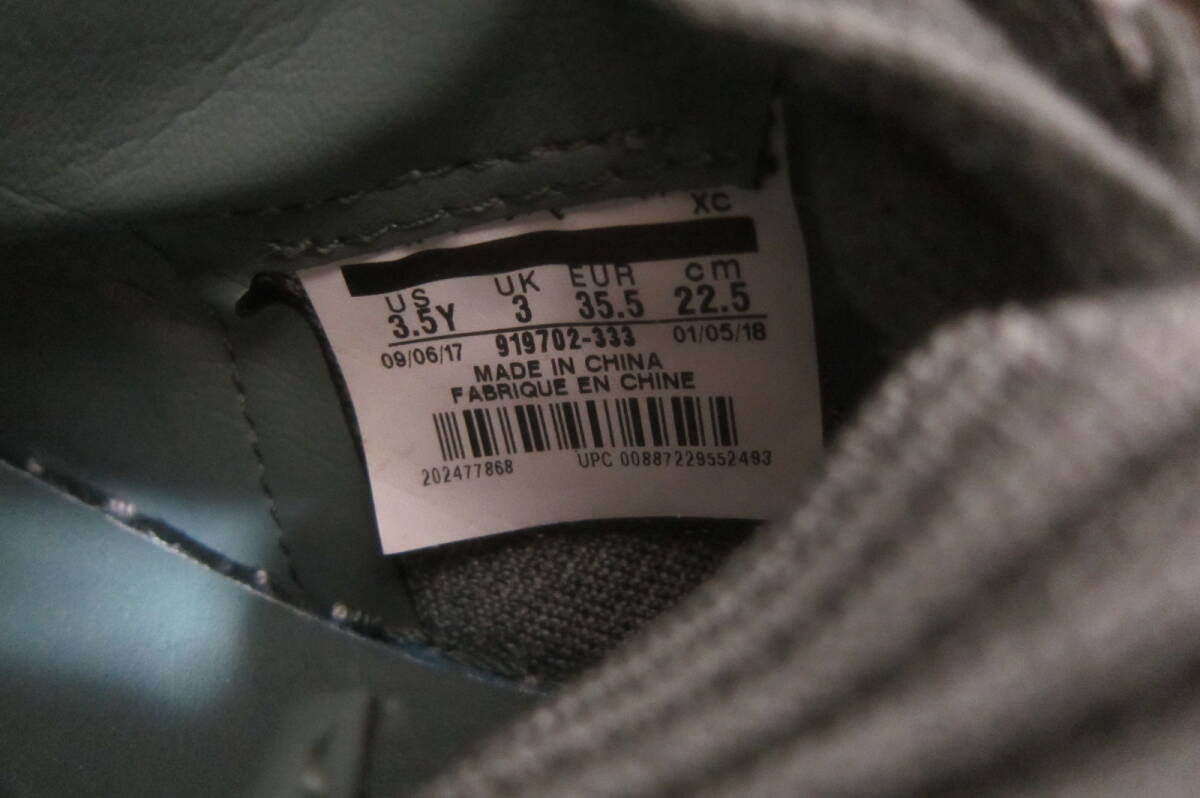 XC
US UK EUR cm
3.5Y 3 35.5 22.5
09/06/17 919702-333 01/05/18
MADE IN CHINA
FABRIQUE EN CHINE
202477868 UPC 00887229552493